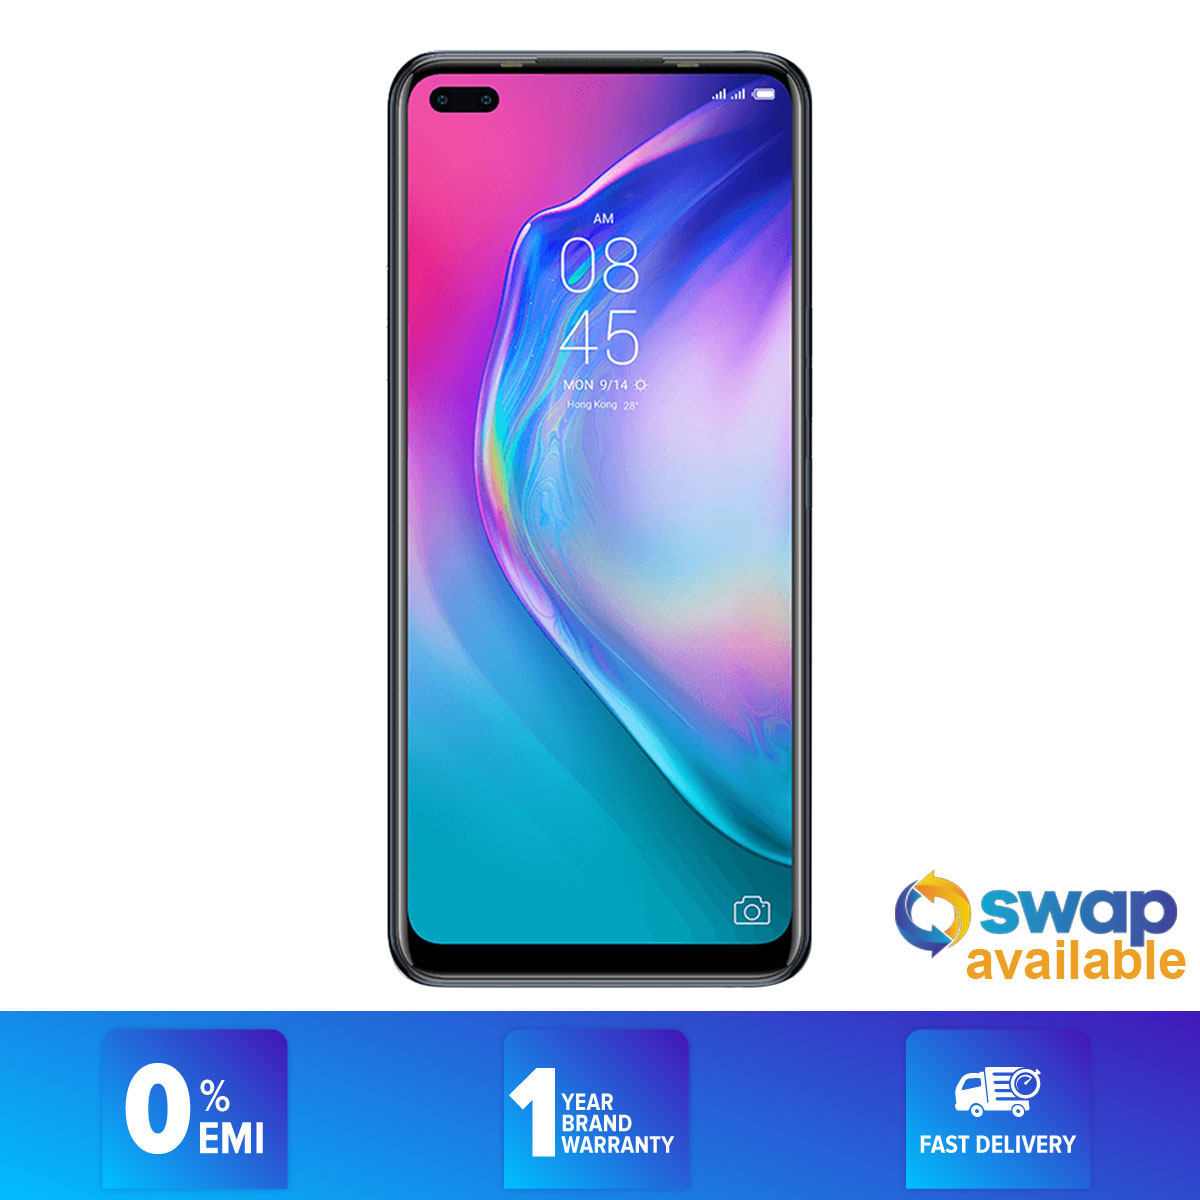 AM
08
45
MON 9/14
Hong Kong 28°
swap
available
0%
EMI
1 YEAR
BRAND
WARRANTY
FAST DELIVERY